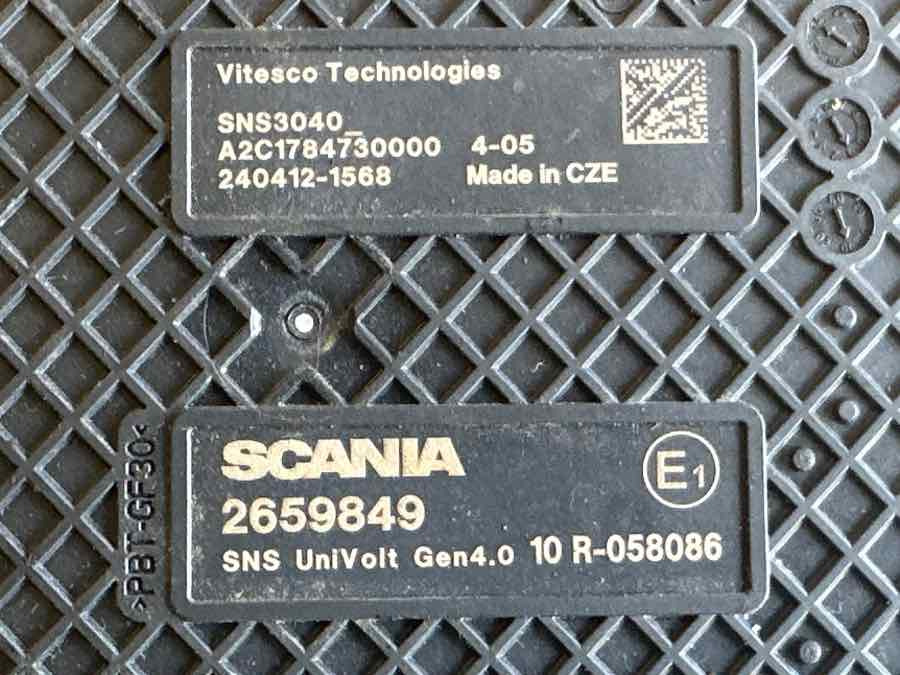 Vitesco Technologies
SNS3040_
A2C1784730000 4-05
240412-1568 Made in CZE
SCANIA
E1
2659849
SNS UniVolt Gen4.0 10 R-058086
>PBT-GF30<